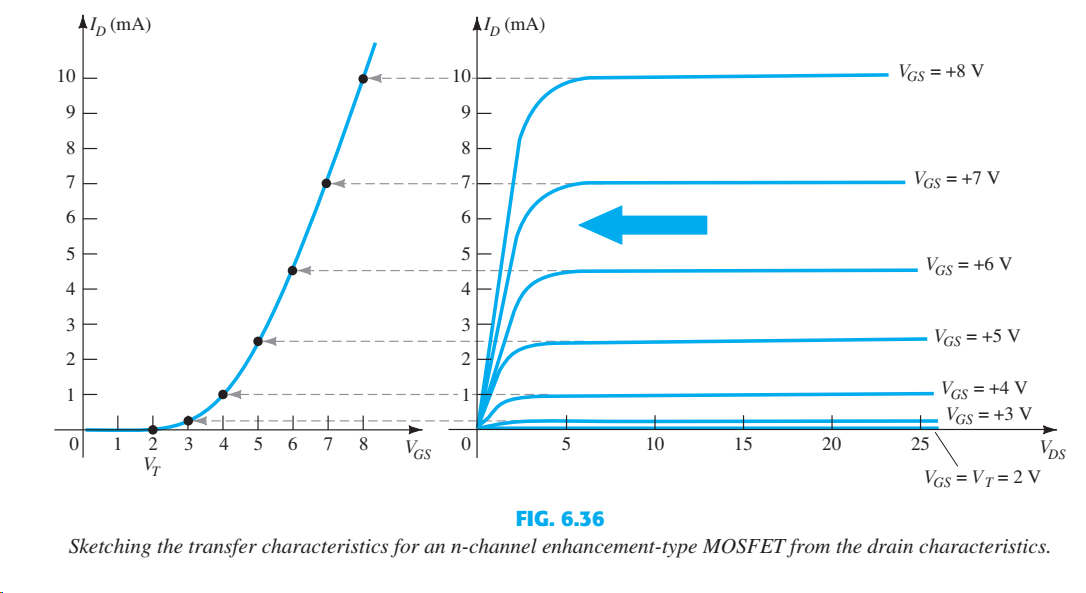 I_D (mA)
10
9
8
7
6
5
4
3
2
1
0 1 2 3 4 5 6 7 8 V_GS
V_T
I_D (mA)
10
9
8
7
6
5
4
3
2
1
0 5 10 15 20 25 V_DS
V_GS = +8 V
V_GS = +7 V
V_GS = +6 V
V_GS = +5 V
V_GS = +4 V
V_GS = +3 V
V_GS = V_T = 2 V
FIG. 6.36
Sketching the transfer characteristics for an n-channel enhancement-type MOSFET from the drain characteristics.